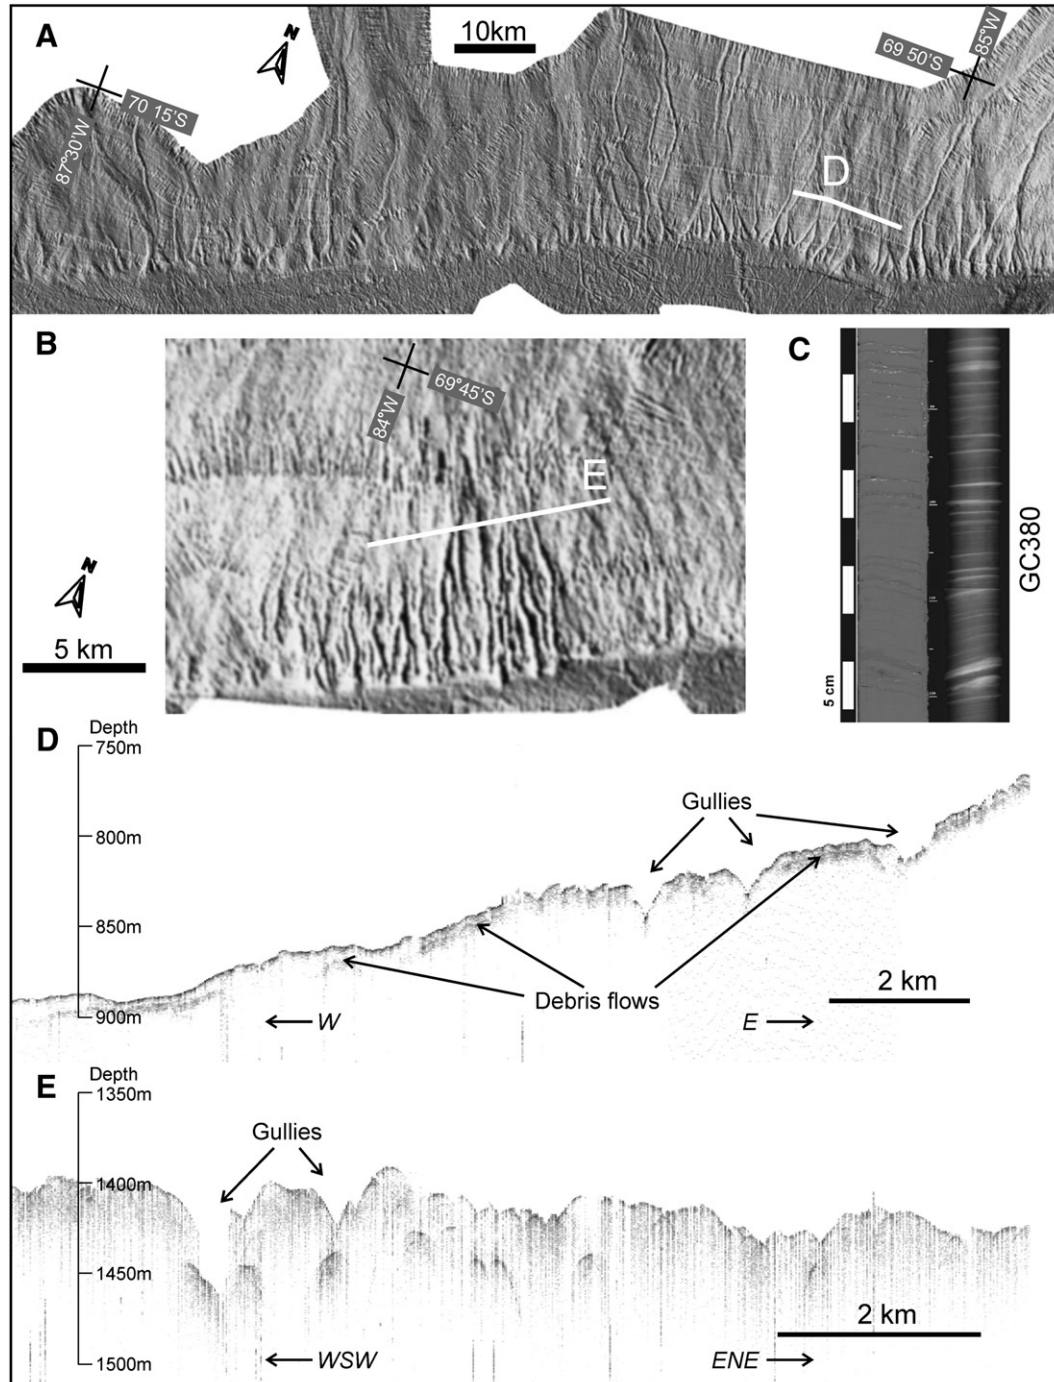 A
N
10km
69 50'S
85°W
70 15'S
87°30'W
D
B
69°45'S
84°W
E
N
5 km
C
GC380
5 cm
D
Depth
750m
800m
850m
900m
Gullies
Debris flows
2 km
W
E
E
Depth
1350m
1400m
1450m
1500m
Gullies
2 km
WSW
ENE